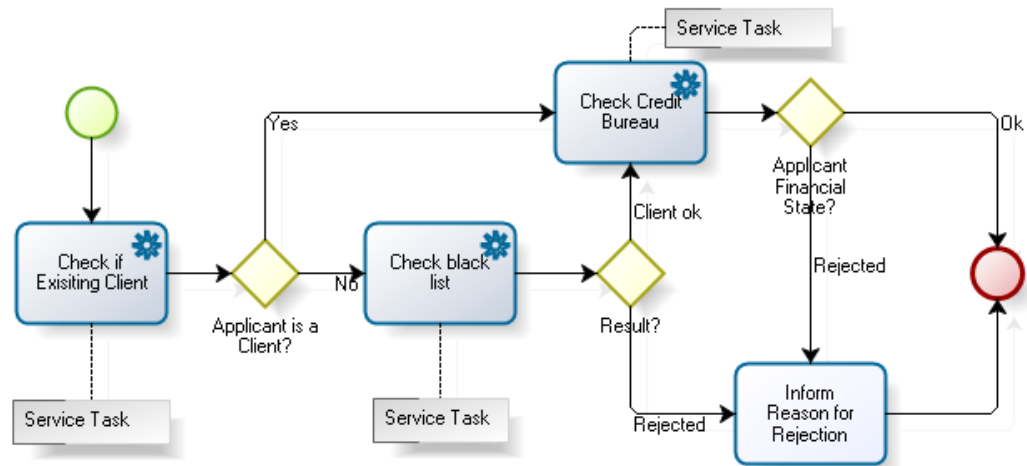 Service Task
Check Credit
Bureau
Yes
Ok
Applicant
Financial
State?
Client ok
Check if
Exisiting Client
Check black
list
No
Rejected
Applicant is a
Client?
Result?
Inform
Reason for
Rejection
Service Task
Service Task
Rejected